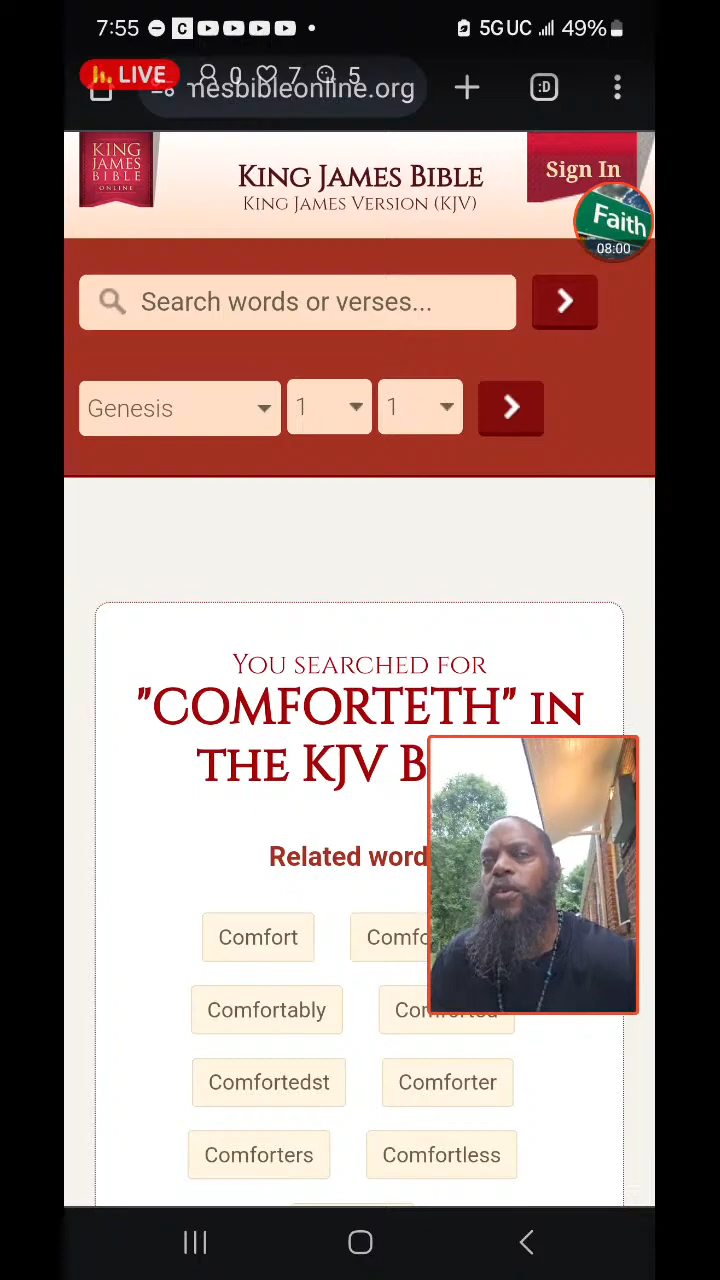 7:55 C 5G UC 49%
LIVE 0 7 5
nesbibleonline.org :D
KING
JAMES
BIBLE
ONLINE
KING JAMES BIBLE
KING JAMES VERSION (KJV)
Sign In
Faith
08:00
Search words or verses...
Genesis 1 1
YOU SEARCHED FOR
"COMFORTETH" IN
THE KJV B
Related word
Comfort Comfo
Comfortably Comforted
Comfortedst Comforter
Comforters Comfortless